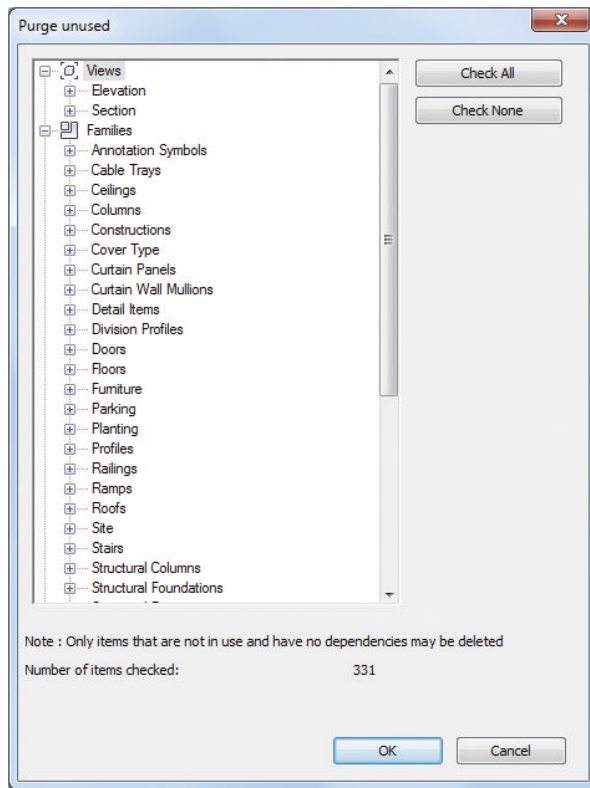 Purge unused
Views
Elevation
Section
Families
Annotation Symbols
Cable Trays
Ceilings
Columns
Constructions
Cover Type
Curtain Panels
Curtain Wall Mullions
Detail Items
Division Profiles
Doors
Floors
Furniture
Parking
Planting
Profiles
Railings
Ramps
Roofs
Site
Stairs
Structural Columns
Structural Foundations
Check All
Check None
Note : Only items that are not in use and have no dependencies may be deleted
Number of items checked: 331
OK Cancel